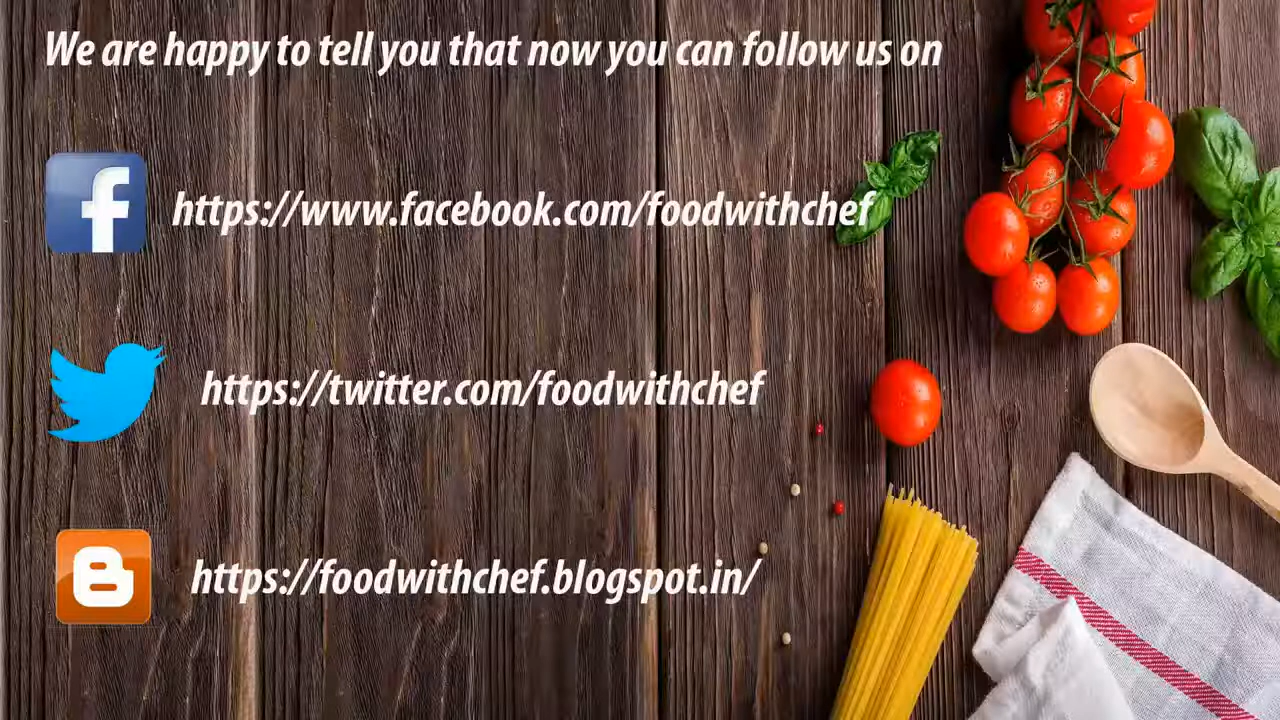 We are happy to tell you that now you can follow us on
https://www.facebook.com/foodwithchef
https://twitter.com/foodwithchef
https://foodwithchef.blogspot.in/